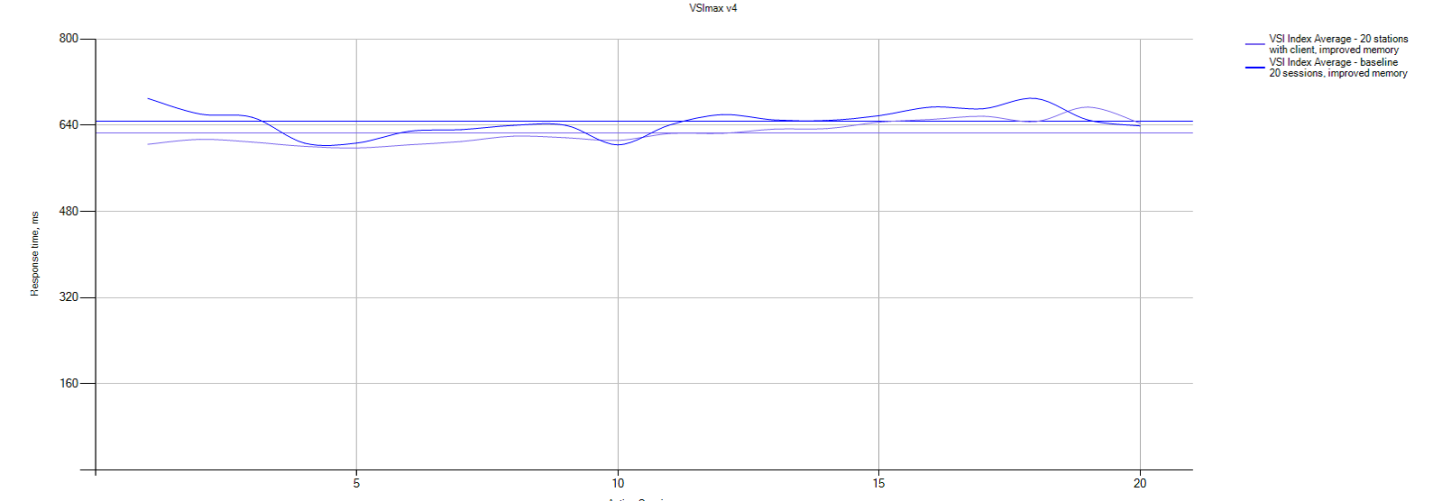 VSImax v4
800
640
480
320
160
Response time, ms
5
10
15
20
VSI Index Average - 20 stations
with client, improved memory
VSI Index Average - baseline
20 sessions, improved memory